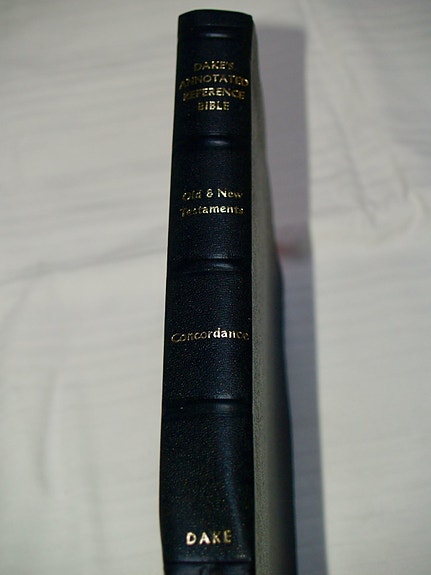 DAKE'S
ANNOTATED
REFERENCE
BIBLE
Old & New
Testaments
Concordance
DAKE